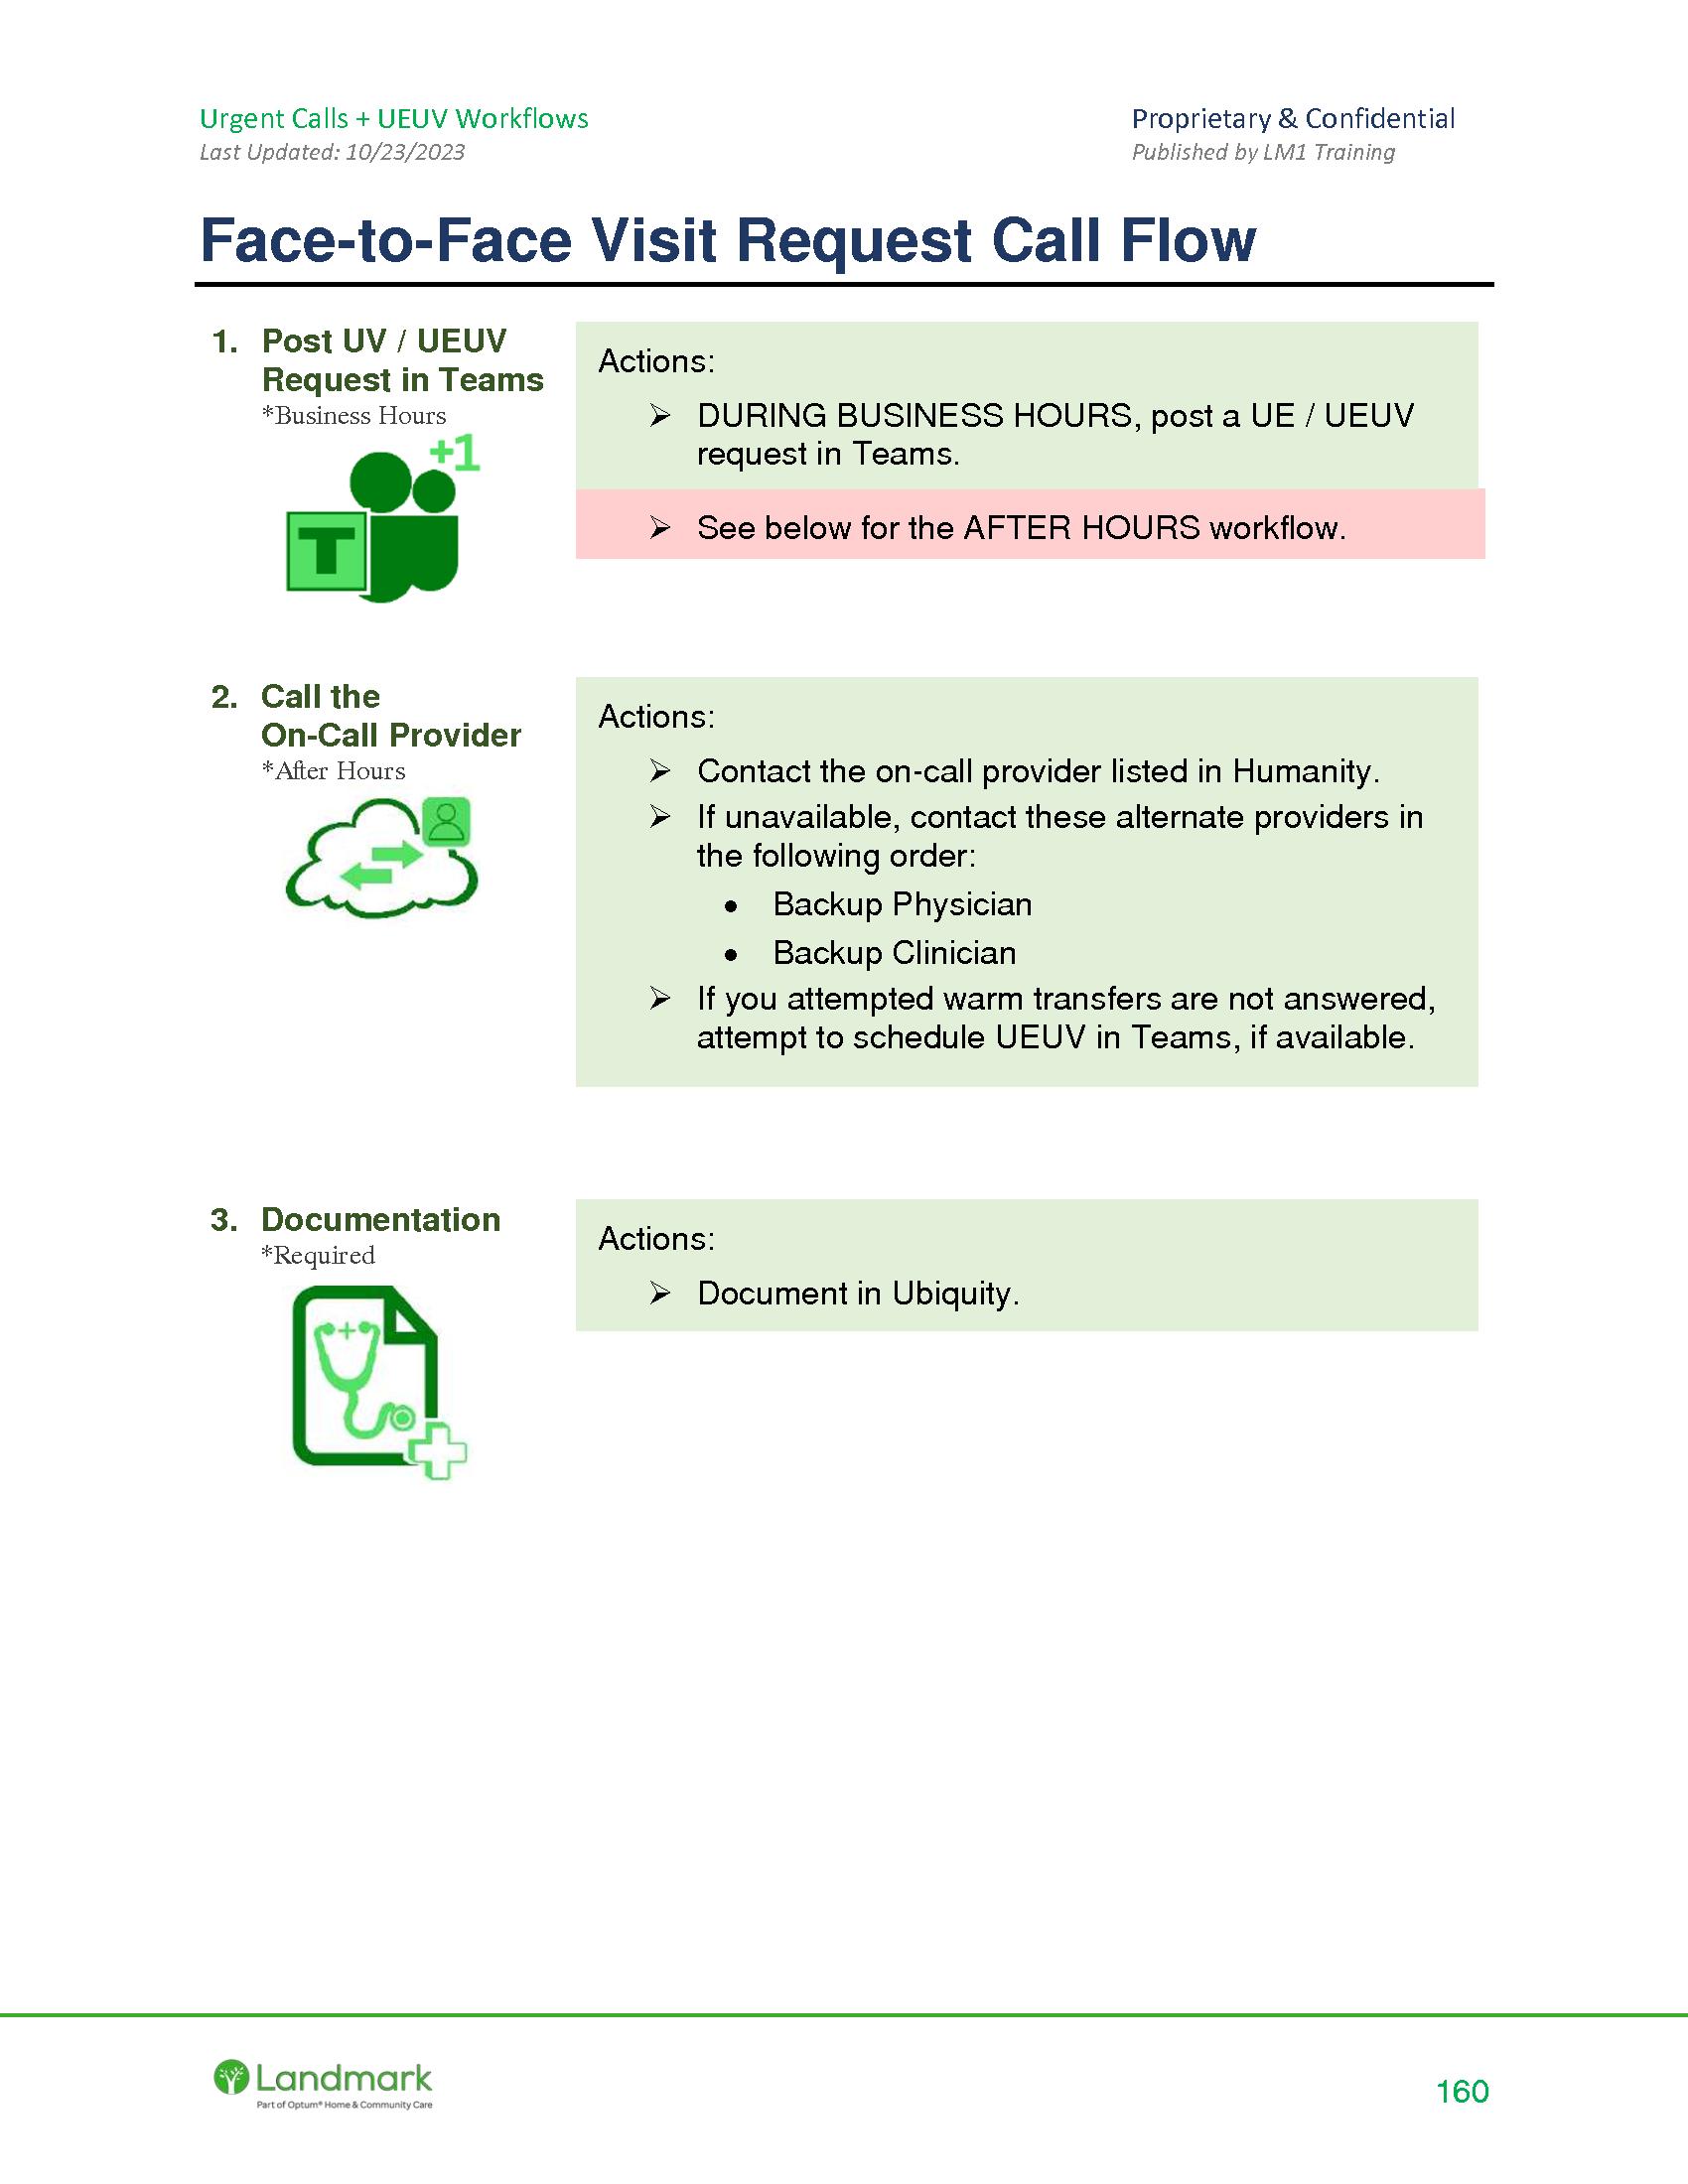 Urgent Calls + UEUV Workflows
Last Updated: 10/23/2023
Proprietary & Confidential
Published by LM1 Training
Face-to-Face Visit Request Call Flow
1. Post UV / UEUV
Request in Teams
*Business Hours
+1
T
Actions:
➢ DURING BUSINESS HOURS, post a UE / UEUV
request in Teams.
➢ See below for the AFTER HOURS workflow.
2. Call the
On-Call Provider
*After Hours
Actions:
➢ Contact the on-call provider listed in Humanity.
➢ If unavailable, contact these alternate providers in
the following order:
• Backup Physician
• Backup Clinician
➢ If you attempted warm transfers are not answered,
attempt to schedule UEUV in Teams, if available.
3. Documentation
*Required
Actions:
➢ Document in Ubiquity.
Landmark
Part of Optum® Home & Community Care
160